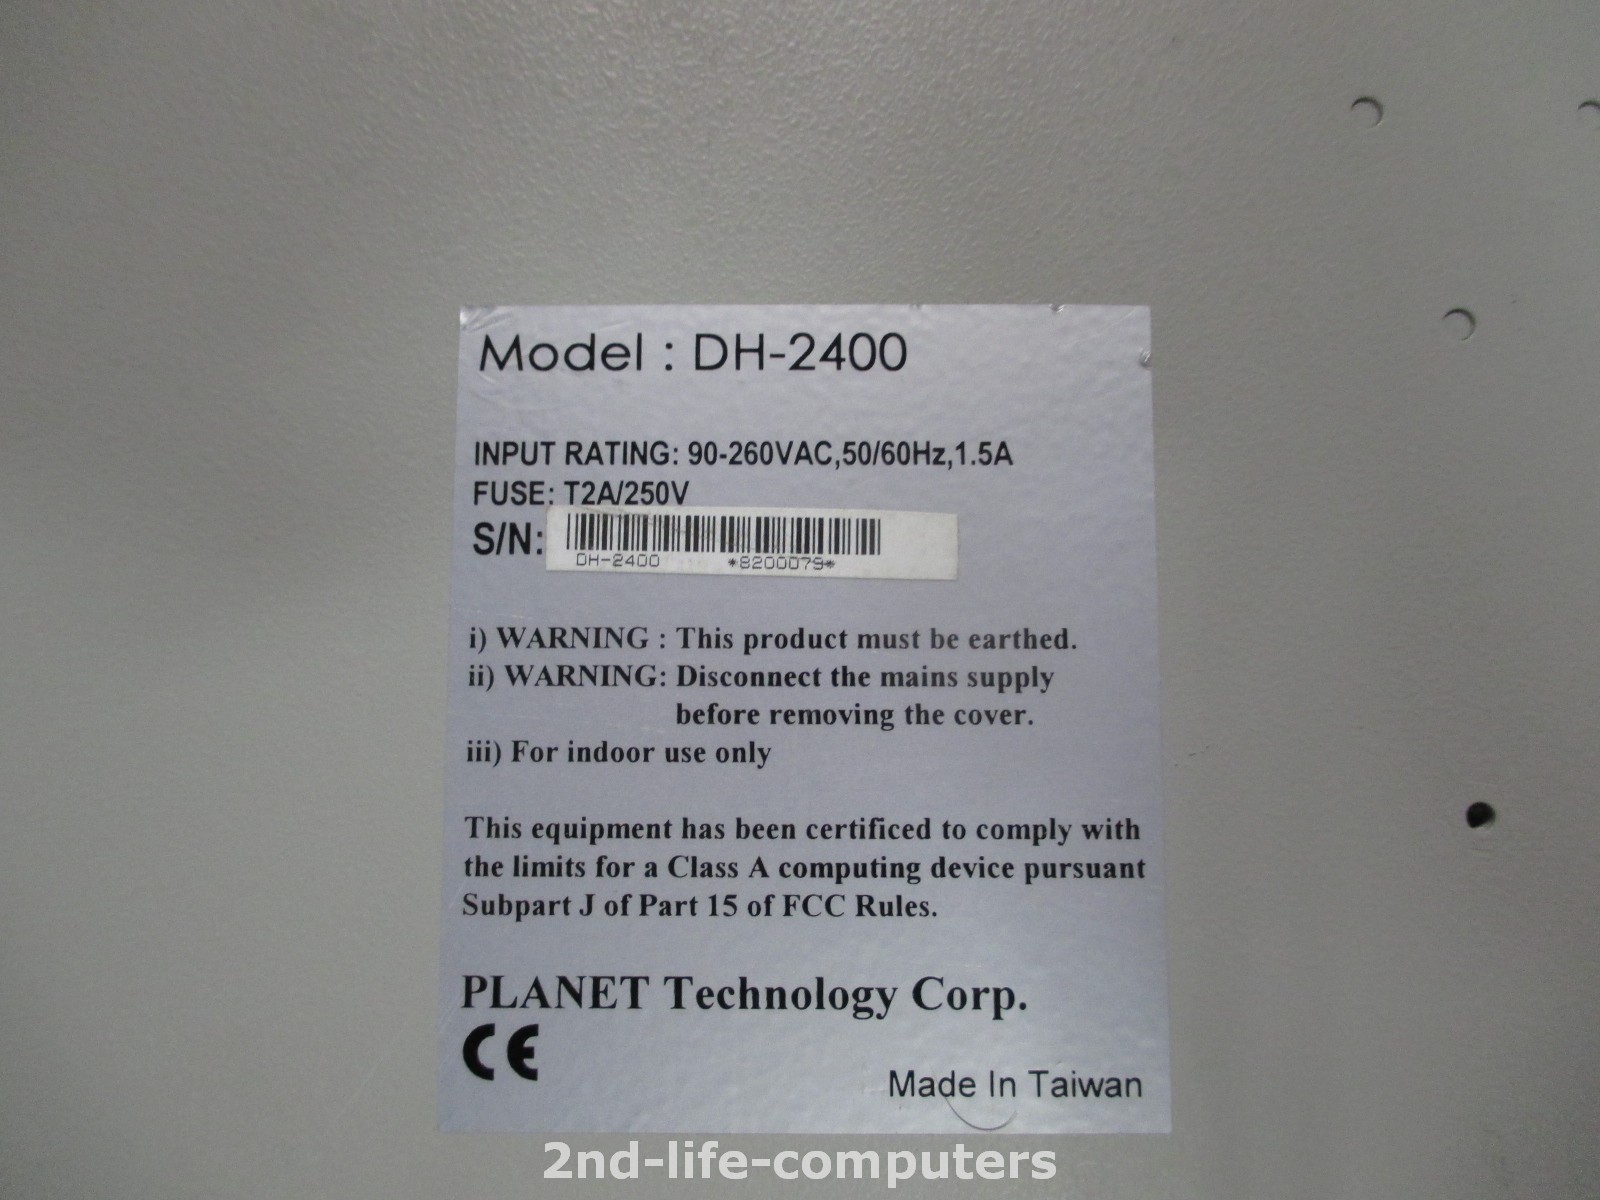 Model : DH-2400
INPUT RATING: 90-260VAC,50/60Hz,1.5A
FUSE: T2A/250V
S/N:
DH-2400 *8200079*
i) WARNING : This product must be earthed.
ii) WARNING: Disconnect the mains supply
before removing the cover.
iii) For indoor use only
This equipment has been certificed to comply with
the limits for a Class A computing device pursuant
Subpart J of Part 15 of FCC Rules.
PLANET Technology Corp.
CE
Made In Taiwan
2nd-life-computers